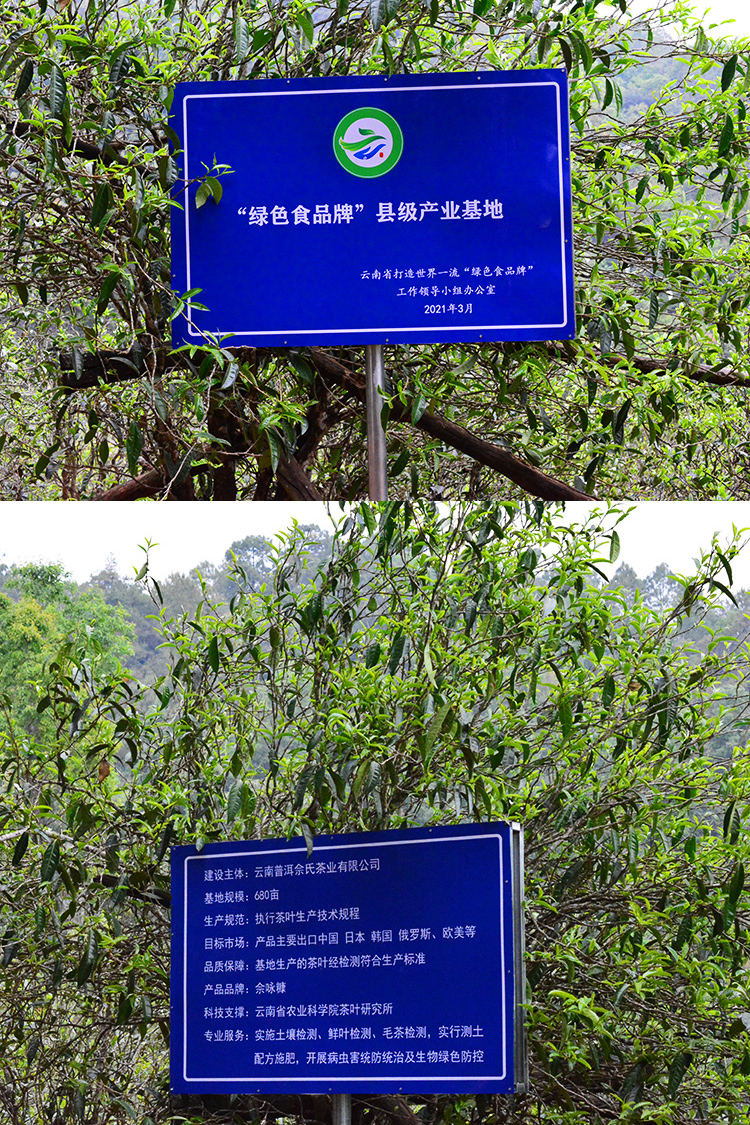 “绿色食品牌”县级产业基地
云南省打造世界一流“绿色食品牌”
工作领导小组办公室
2021年3月
建设主体：云南普洱佘氏茶业有限公司
基地规模：680亩
生产规范：执行茶叶生产技术规程
目标市场：产品主要出口中国 日本 韩国 俄罗斯、欧美等
品质保障：基地生产的茶叶经检测符合生产标准
产品品牌：佘咏糠
科技支撑：云南省农业科学院茶叶研究所
专业服务：实施土壤检测、鲜叶检测、毛茶检测，实行测土
配方施肥，开展病虫害统防统治及生物绿色防控